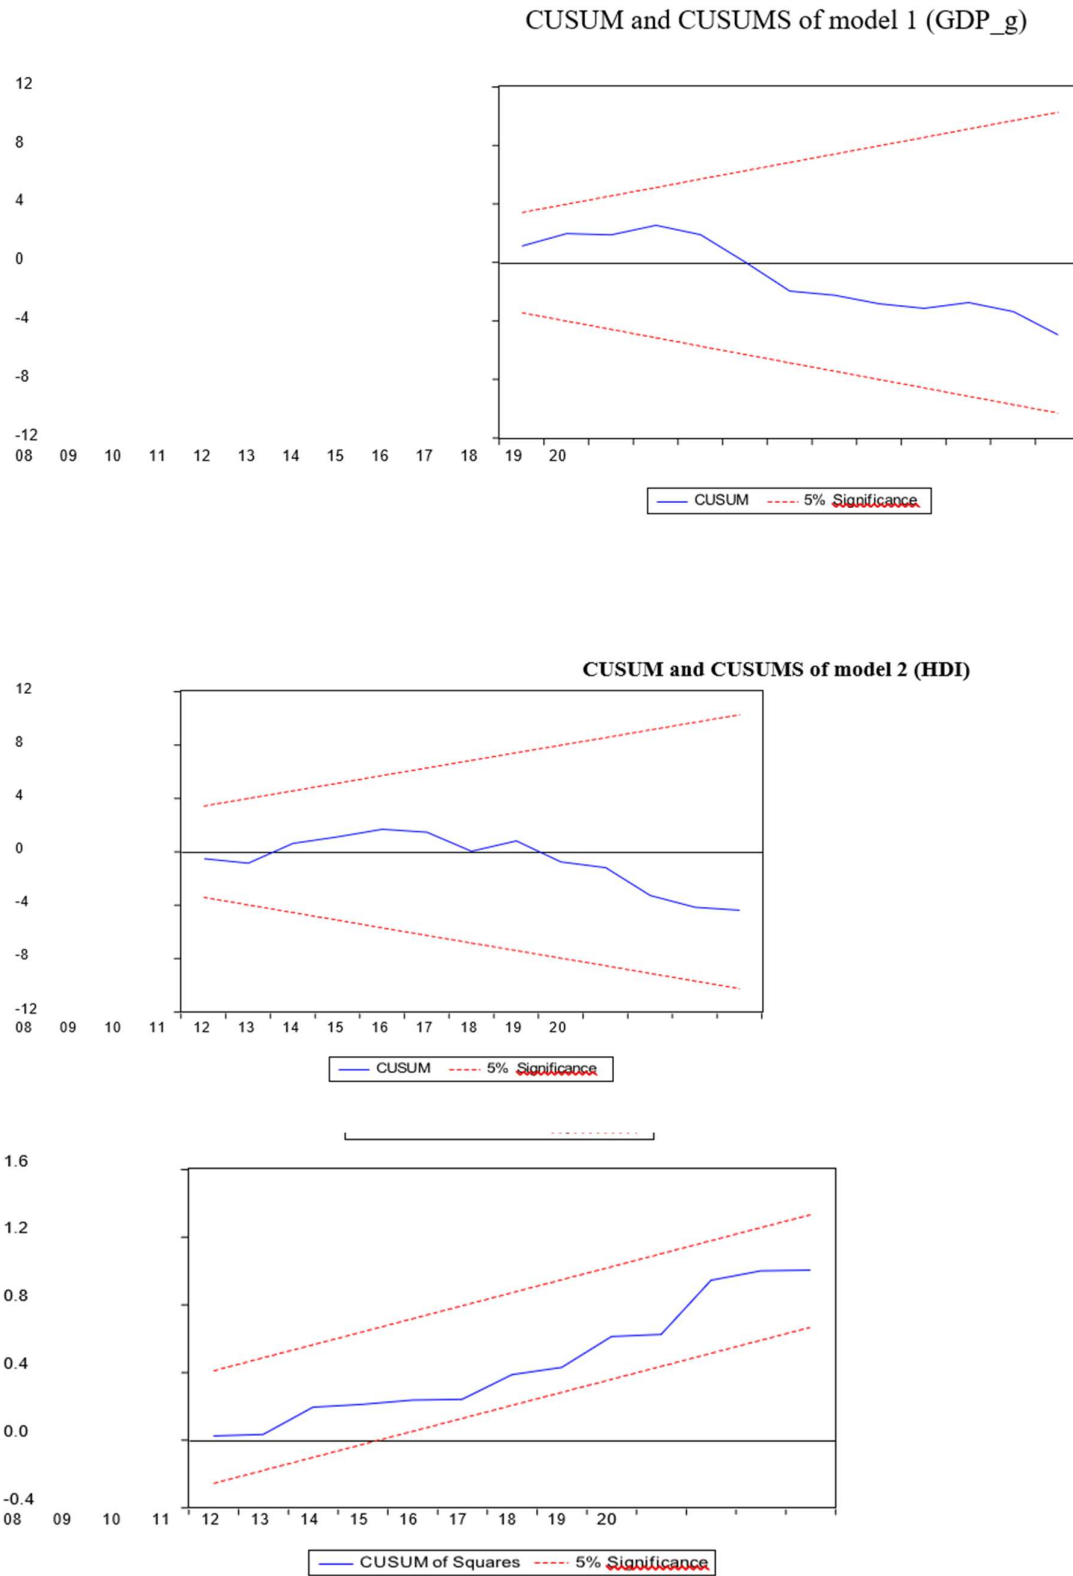 CUSUM and CUSUMS of model 1 (GDP_g)
12
8
4
0
-4
-8
-12
08 09 10 11 12 13 14 15 16 17 18 19 20
CUSUM 5% Significance
CUSUM and CUSUMS of model 2 (HDI)
12
8
4
0
-4
-8
-12
08 09 10 11 12 13 14 15 16 17 18 19 20
CUSUM 5% Significance
1.6
1.2
0.8
0.4
0.0
-0.4
08 09 10 11 12 13 14 15 16 17 18 19 20
CUSUM of Squares 5% Significance